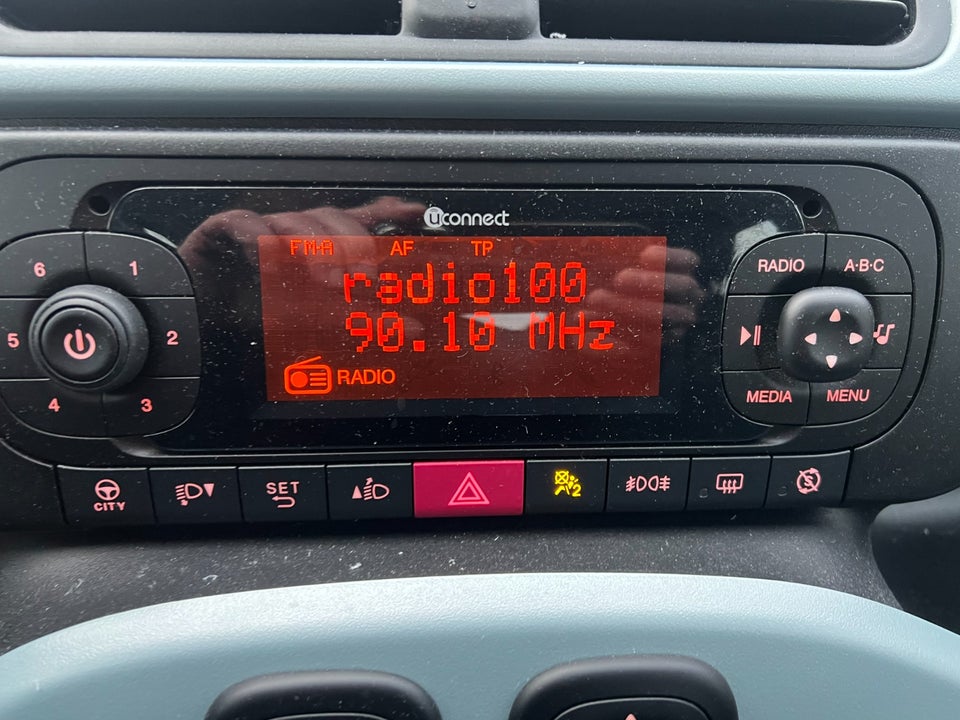 uconnect
FM-A AF TP
radio100
90.10 MHz
RADIO
6 1
5 2
4 3
RADIO A·B·C
MEDIA MENU
CITY
SET
2
S